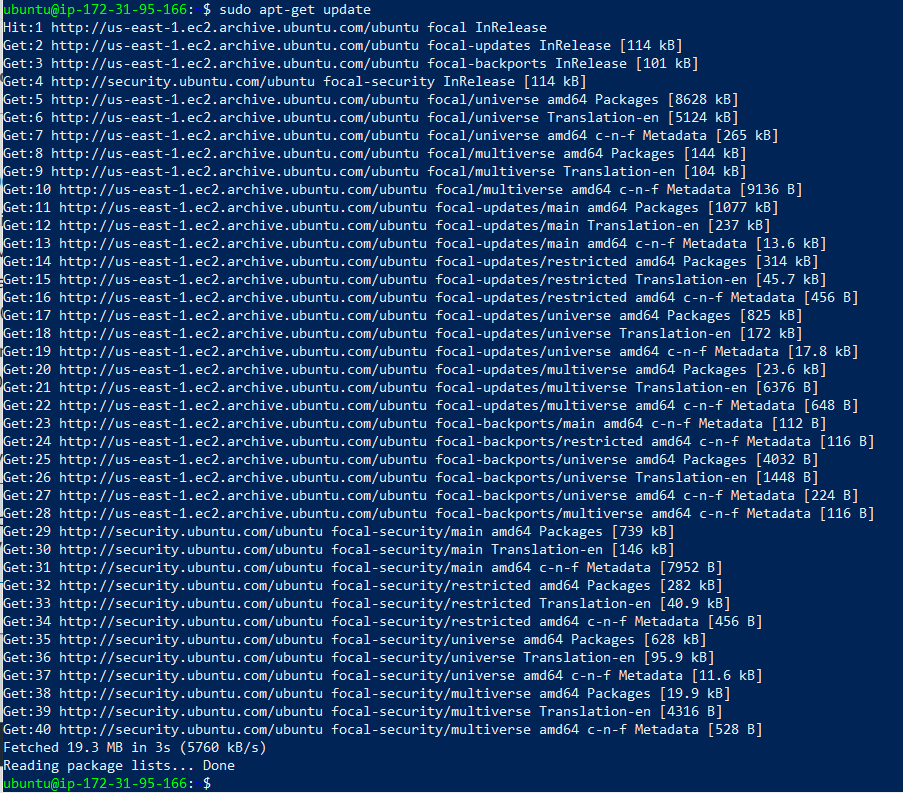 ubuntu@ip-172-31-95-166: $ sudo apt-get update
Hit:1 http://us-east-1.ec2.archive.ubuntu.com/ubuntu focal InRelease
Get:2 http://us-east-1.ec2.archive.ubuntu.com/ubuntu focal-updates InRelease [114 kB]
Get:3 http://us-east-1.ec2.archive.ubuntu.com/ubuntu focal-backports InRelease [101 kB]
Get:4 http://security.ubuntu.com/ubuntu focal-security InRelease [114 kB]
Get:5 http://us-east-1.ec2.archive.ubuntu.com/ubuntu focal/universe amd64 Packages [8628 kB]
Get:6 http://us-east-1.ec2.archive.ubuntu.com/ubuntu focal/universe Translation-en [5124 kB]
Get:7 http://us-east-1.ec2.archive.ubuntu.com/ubuntu focal/universe amd64 c-n-f Metadata [265 kB]
Get:8 http://us-east-1.ec2.archive.ubuntu.com/ubuntu focal/multiverse amd64 Packages [144 kB]
Get:9 http://us-east-1.ec2.archive.ubuntu.com/ubuntu focal/multiverse Translation-en [104 kB]
Get:10 http://us-east-1.ec2.archive.ubuntu.com/ubuntu focal/multiverse amd64 c-n-f Metadata [9136 B]
Get:11 http://us-east-1.ec2.archive.ubuntu.com/ubuntu focal-updates/main amd64 Packages [1077 kB]
Get:12 http://us-east-1.ec2.archive.ubuntu.com/ubuntu focal-updates/main Translation-en [237 kB]
Get:13 http://us-east-1.ec2.archive.ubuntu.com/ubuntu focal-updates/main amd64 c-n-f Metadata [13.6 kB]
Get:14 http://us-east-1.ec2.archive.ubuntu.com/ubuntu focal-updates/restricted amd64 Packages [314 kB]
Get:15 http://us-east-1.ec2.archive.ubuntu.com/ubuntu focal-updates/restricted Translation-en [45.7 kB]
Get:16 http://us-east-1.ec2.archive.ubuntu.com/ubuntu focal-updates/restricted amd64 c-n-f Metadata [456 B]
Get:17 http://us-east-1.ec2.archive.ubuntu.com/ubuntu focal-updates/universe amd64 Packages [825 kB]
Get:18 http://us-east-1.ec2.archive.ubuntu.com/ubuntu focal-updates/universe Translation-en [172 kB]
Get:19 http://us-east-1.ec2.archive.ubuntu.com/ubuntu focal-updates/universe amd64 c-n-f Metadata [17.8 kB]
Get:20 http://us-east-1.ec2.archive.ubuntu.com/ubuntu focal-updates/multiverse amd64 Packages [23.6 kB]
Get:21 http://us-east-1.ec2.archive.ubuntu.com/ubuntu focal-updates/multiverse Translation-en [6376 B]
Get:22 http://us-east-1.ec2.archive.ubuntu.com/ubuntu focal-updates/multiverse amd64 c-n-f Metadata [648 B]
Get:23 http://us-east-1.ec2.archive.ubuntu.com/ubuntu focal-backports/main amd64 c-n-f Metadata [112 B]
Get:24 http://us-east-1.ec2.archive.ubuntu.com/ubuntu focal-backports/restricted amd64 c-n-f Metadata [116 B]
Get:25 http://us-east-1.ec2.archive.ubuntu.com/ubuntu focal-backports/universe amd64 Packages [4032 B]
Get:26 http://us-east-1.ec2.archive.ubuntu.com/ubuntu focal-backports/universe Translation-en [1448 B]
Get:27 http://us-east-1.ec2.archive.ubuntu.com/ubuntu focal-backports/universe amd64 c-n-f Metadata [224 B]
Get:28 http://us-east-1.ec2.archive.ubuntu.com/ubuntu focal-backports/multiverse amd64 c-n-f Metadata [116 B]
Get:29 http://security.ubuntu.com/ubuntu focal-security/main amd64 Packages [739 kB]
Get:30 http://security.ubuntu.com/ubuntu focal-security/main Translation-en [146 kB]
Get:31 http://security.ubuntu.com/ubuntu focal-security/main amd64 c-n-f Metadata [7952 B]
Get:32 http://security.ubuntu.com/ubuntu focal-security/restricted amd64 Packages [282 kB]
Get:33 http://security.ubuntu.com/ubuntu focal-security/restricted Translation-en [40.9 kB]
Get:34 http://security.ubuntu.com/ubuntu focal-security/restricted amd64 c-n-f Metadata [456 B]
Get:35 http://security.ubuntu.com/ubuntu focal-security/universe amd64 Packages [628 kB]
Get:36 http://security.ubuntu.com/ubuntu focal-security/universe Translation-en [95.9 kB]
Get:37 http://security.ubuntu.com/ubuntu focal-security/universe amd64 c-n-f Metadata [11.6 kB]
Get:38 http://security.ubuntu.com/ubuntu focal-security/multiverse amd64 Packages [19.9 kB]
Get:39 http://security.ubuntu.com/ubuntu focal-security/multiverse Translation-en [4316 B]
Get:40 http://security.ubuntu.com/ubuntu focal-security/multiverse amd64 c-n-f Metadata [528 B]
Fetched 19.3 MB in 3s (5760 kB/s)
Reading package lists... Done
ubuntu@ip-172-31-95-166: $